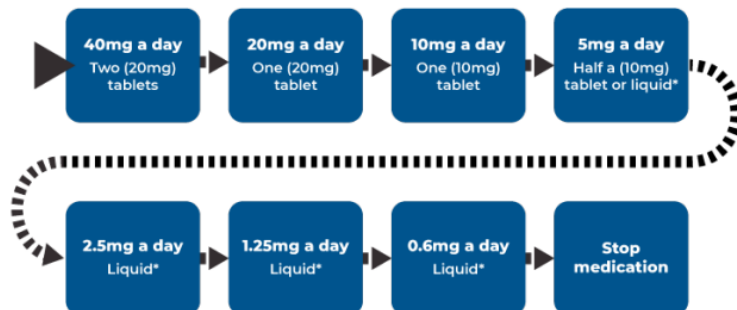 40mg a day
Two (20mg)
tablets
20mg a day
One (20mg)
tablet
10mg a day
One (10mg)
tablet
5mg a day
Half a (10mg)
tablet or liquid*
2.5mg a day
Liquid*
1.25mg a day
Liquid*
0.6mg a day
Liquid*
Stop
medication